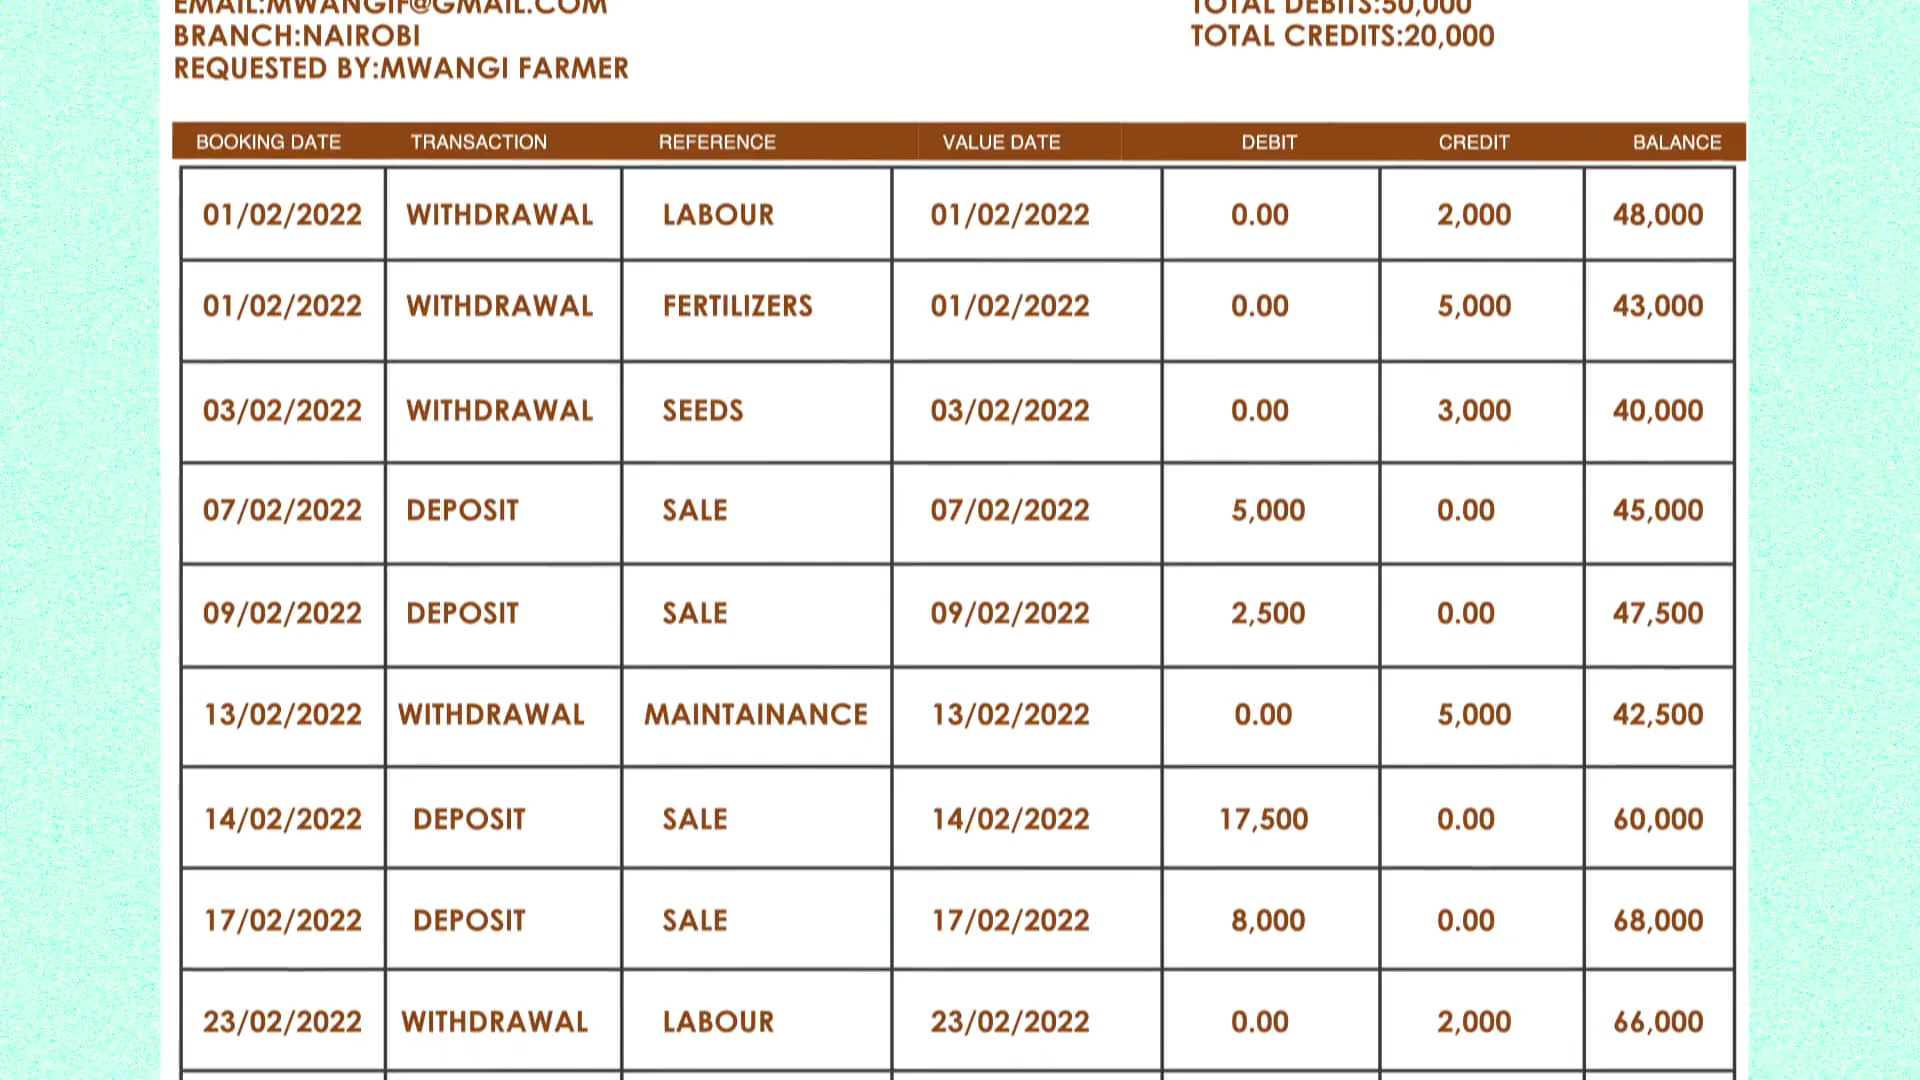 EMAIL:MWANGIF@GMAIL.COM TOTAL DEBITS:50,000
BRANCH:NAIROBI TOTAL CREDITS:20,000
REQUESTED BY:MWANGI FARMER
BOOKING DATE TRANSACTION REFERENCE VALUE DATE DEBIT CREDIT BALANCE
01/02/2022 WITHDRAWAL LABOUR 01/02/2022 0.00 2,000 48,000
01/02/2022 WITHDRAWAL FERTILIZERS 01/02/2022 0.00 5,000 43,000
03/02/2022 WITHDRAWAL SEEDS 03/02/2022 0.00 3,000 40,000
07/02/2022 DEPOSIT SALE 07/02/2022 5,000 0.00 45,000
09/02/2022 DEPOSIT SALE 09/02/2022 2,500 0.00 47,500
13/02/2022 WITHDRAWAL MAINTAINANCE 13/02/2022 0.00 5,000 42,500
14/02/2022 DEPOSIT SALE 14/02/2022 17,500 0.00 60,000
17/02/2022 DEPOSIT SALE 17/02/2022 8,000 0.00 68,000
23/02/2022 WITHDRAWAL LABOUR 23/02/2022 0.00 2,000 66,000